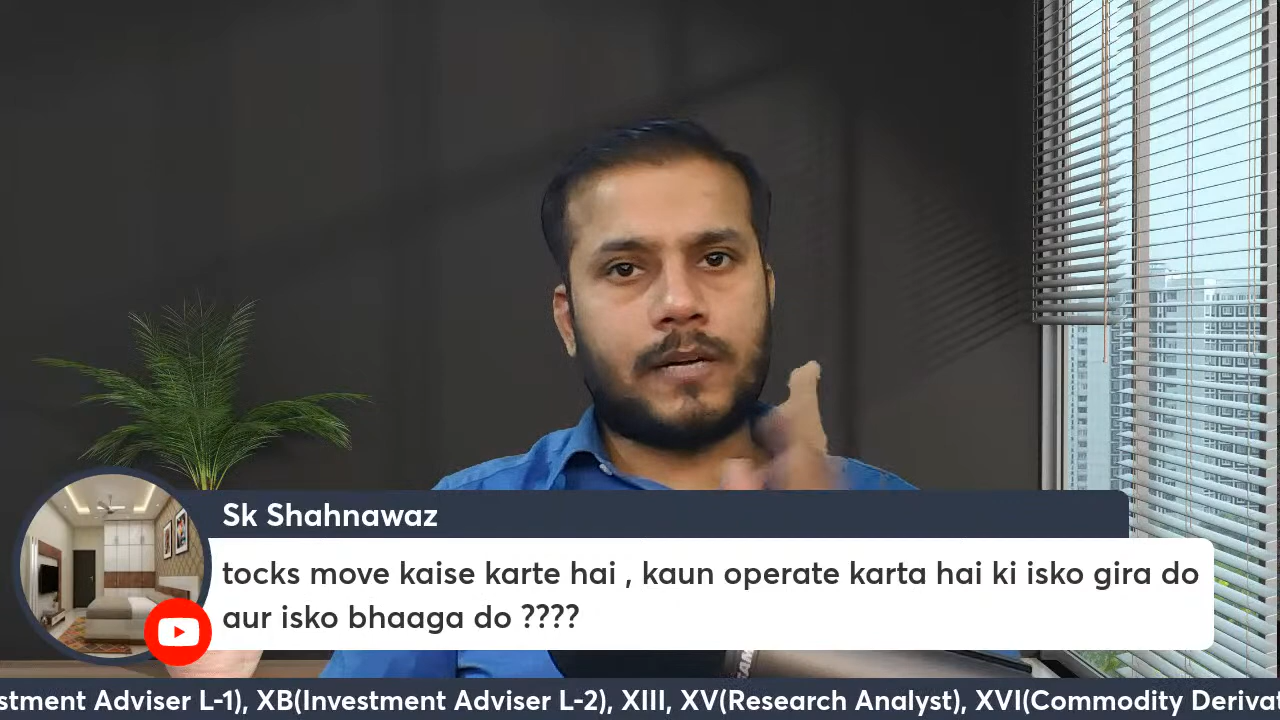 Sk Shahnawaz
tocks move kaise karte hai , kaun operate karta hai ki isko gira do
aur isko bhaaga do ????
stment Adviser L-1), XB(Investment Adviser L-2), XIII, XV(Research Analyst), XVI(Commodity Deriva